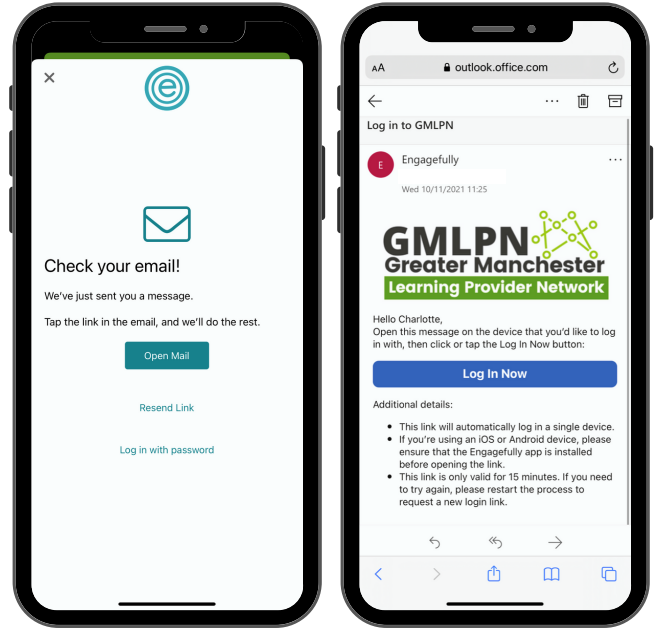 e
Check your email!
We've just sent you a message.
Tap the link in the email, and we'll do the rest.
Open Mail
Resend Link
Log in with password
AA
outlook.office.com
Log in to GMLPN
E
Engagefully
Wed 10/11/2021 11:25
GMLPN
Greater Manchester
Learning Provider Network
Hello Charlotte,
Open this message on the device that you'd like to log
in with, then click or tap the Log In Now button:
Log In Now
Additional details:
• This link will automatically log in a single device.
• If you're using an iOS or Android device, please
ensure that the Engagefully app is installed
before opening the link.
• This link is only valid for 15 minutes. If you need
to try again, please restart the process to
request a new login link.